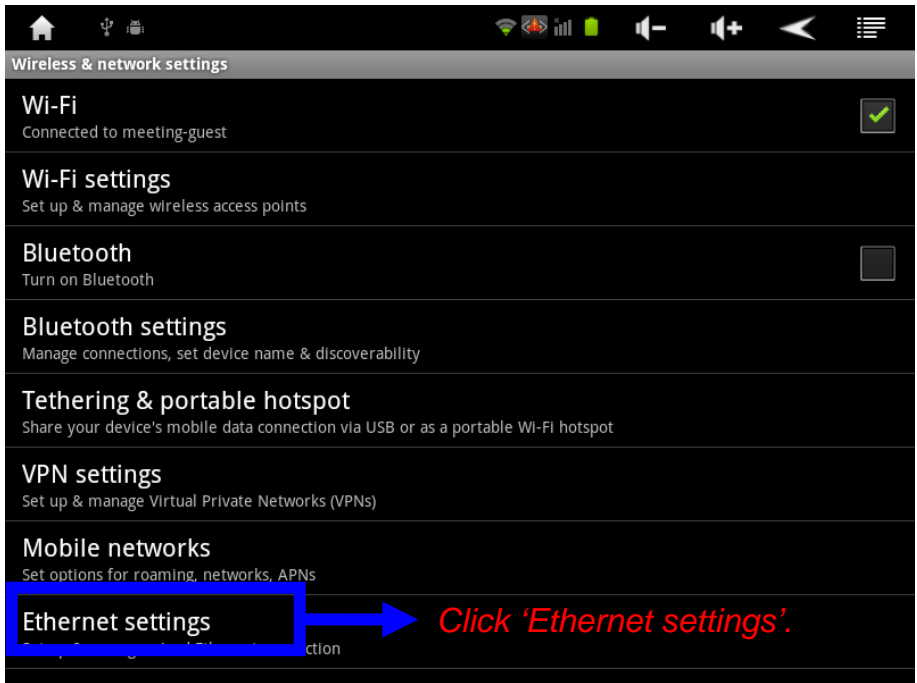 Wireless & network settings
Wi-Fi
Connected to meeting-guest
Wi-Fi settings
Set up & manage wireless access points
Bluetooth
Turn on Bluetooth
Bluetooth settings
Manage connections, set device name & discoverability
Tethering & portable hotspot
Share your device's mobile data connection via USB or as a portable Wi-Fi hotspot
VPN settings
Set up & manage Virtual Private Networks (VPNs)
Mobile networks
Set options for roaming, networks, APNs
Ethernet settings
Click ‘Ethernet settings’.